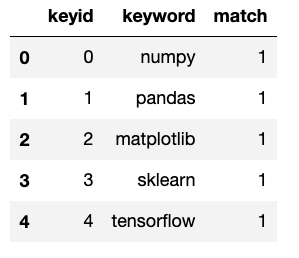 keyid keyword match
0 0 numpy 1
1 1 pandas 1
2 2 matplotlib 1
3 3 sklearn 1
4 4 tensorflow 1